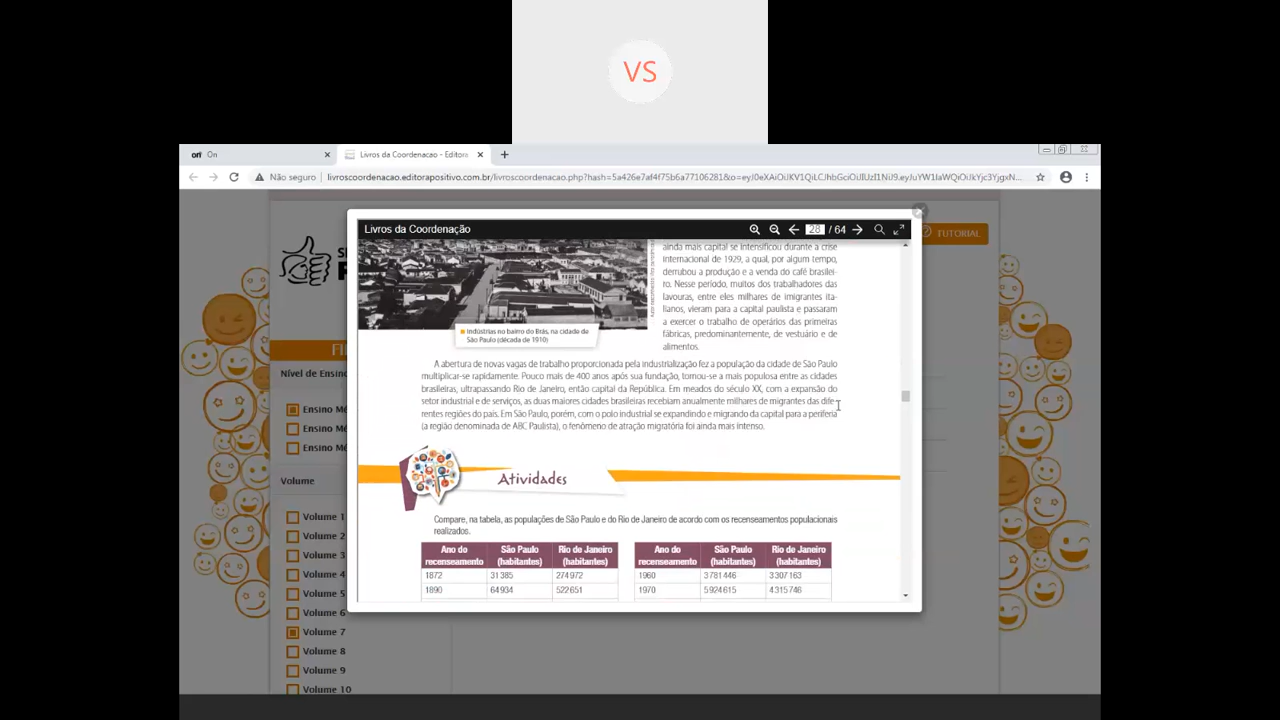 VS
on On
Livros da Coordenacao - Editora
Não seguro
TUTORIAL
Livros da Coordenação
28 / 64
ainda mais capital se intensificou durante a crise
internacional de 1929, a qual, por algum tempo,
derrubou a produção e a venda do café brasilei-
ro. Nesse período, muitos dos trabalhadores das
lavouras, entre eles milhares de imigrantes ita-
lianos, vieram para a capital paulista e passaram
a exercer o trabalho de operários das primeiras
fábricas, predominantemente, de vestuário e de
alimentos.
Indústrias no bairro do Brás, na cidade de
São Paulo (década de 1910)
A abertura de novas vagas de trabalho proporcionada pela industrialização fez a população da cidade de São Paulo
multiplicar-se rapidamente. Pouco mais de 400 anos após sua fundação, tornou-se a mais populosa entre as cidades
brasileiras, ultrapassando Rio de Janeiro, então capital da República. Em meados do século XX, com a expansão do
setor industrial e de serviços, as duas maiores cidades brasileiras recebiam anualmente milhares de migrantes das dife-
rentes regiões do país. Em São Paulo, porém, com o polo industrial se expandindo e migrando da capital para a periferia
(a região denominada de ABC Paulista), o fenômeno de atração migratória foi ainda mais intenso.
Atividades
Compare, na tabela, as populações de São Paulo e do Rio de Janeiro de acordo com os recenseamentos populacionais
realizados.
Ano do recenseamento São Paulo (habitantes) Rio de Janeiro (habitantes)
1872 31 385 274 972
1890 64 934 522 651
Ano do recenseamento São Paulo (habitantes) Rio de Janeiro (habitantes)
1960 3 781 446 3 307 163
1970 5 924 615 4 315 746
FI
Nível de Ensino
Ensino Mé
Ensino Mé
Ensino Mé
Volume
Volume 1
Volume 2
Volume 3
Volume 4
Volume 5
Volume 6
Volume 7
Volume 8
Volume 9
Volume 10